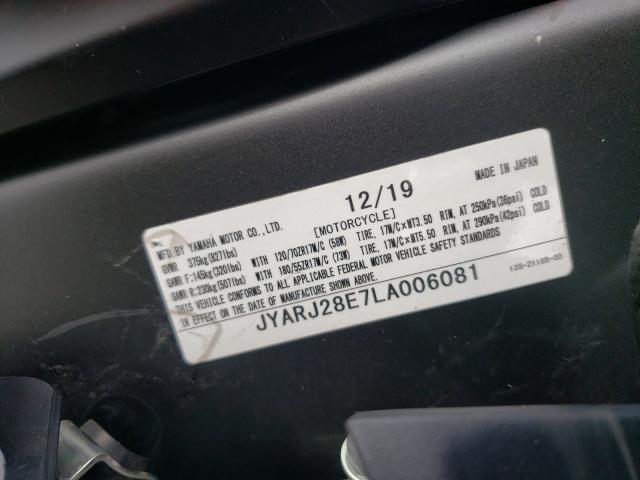 12/19
MADE IN JAPAN
MFD BY YAMAHA MOTOR CO., LTD.
[MOTORCYCLE]
GVWR 375kg(827lbs)
GAWR F:145kg(320lbs) WITH 120/70ZR17M/C (58W) TIRE, 17M/C×MT3.50 RIM, AT 250kPa(36psi) COLD
GAWR R:230kg(507lbs) WITH 180/55ZR17M/C (73W) TIRE, 17M/C×MT5.50 RIM, AT 290kPa(42psi) COLD
THIS VEHICLE CONFORMS TO ALL APPLICABLE FEDERAL MOTOR VEHICLE SAFETY STANDARDS
IN EFFECT ON THE DATE OF MANUFACTURE SHOWN ABOVE.
13S-2118B-00
JYARJ28E7LA006081